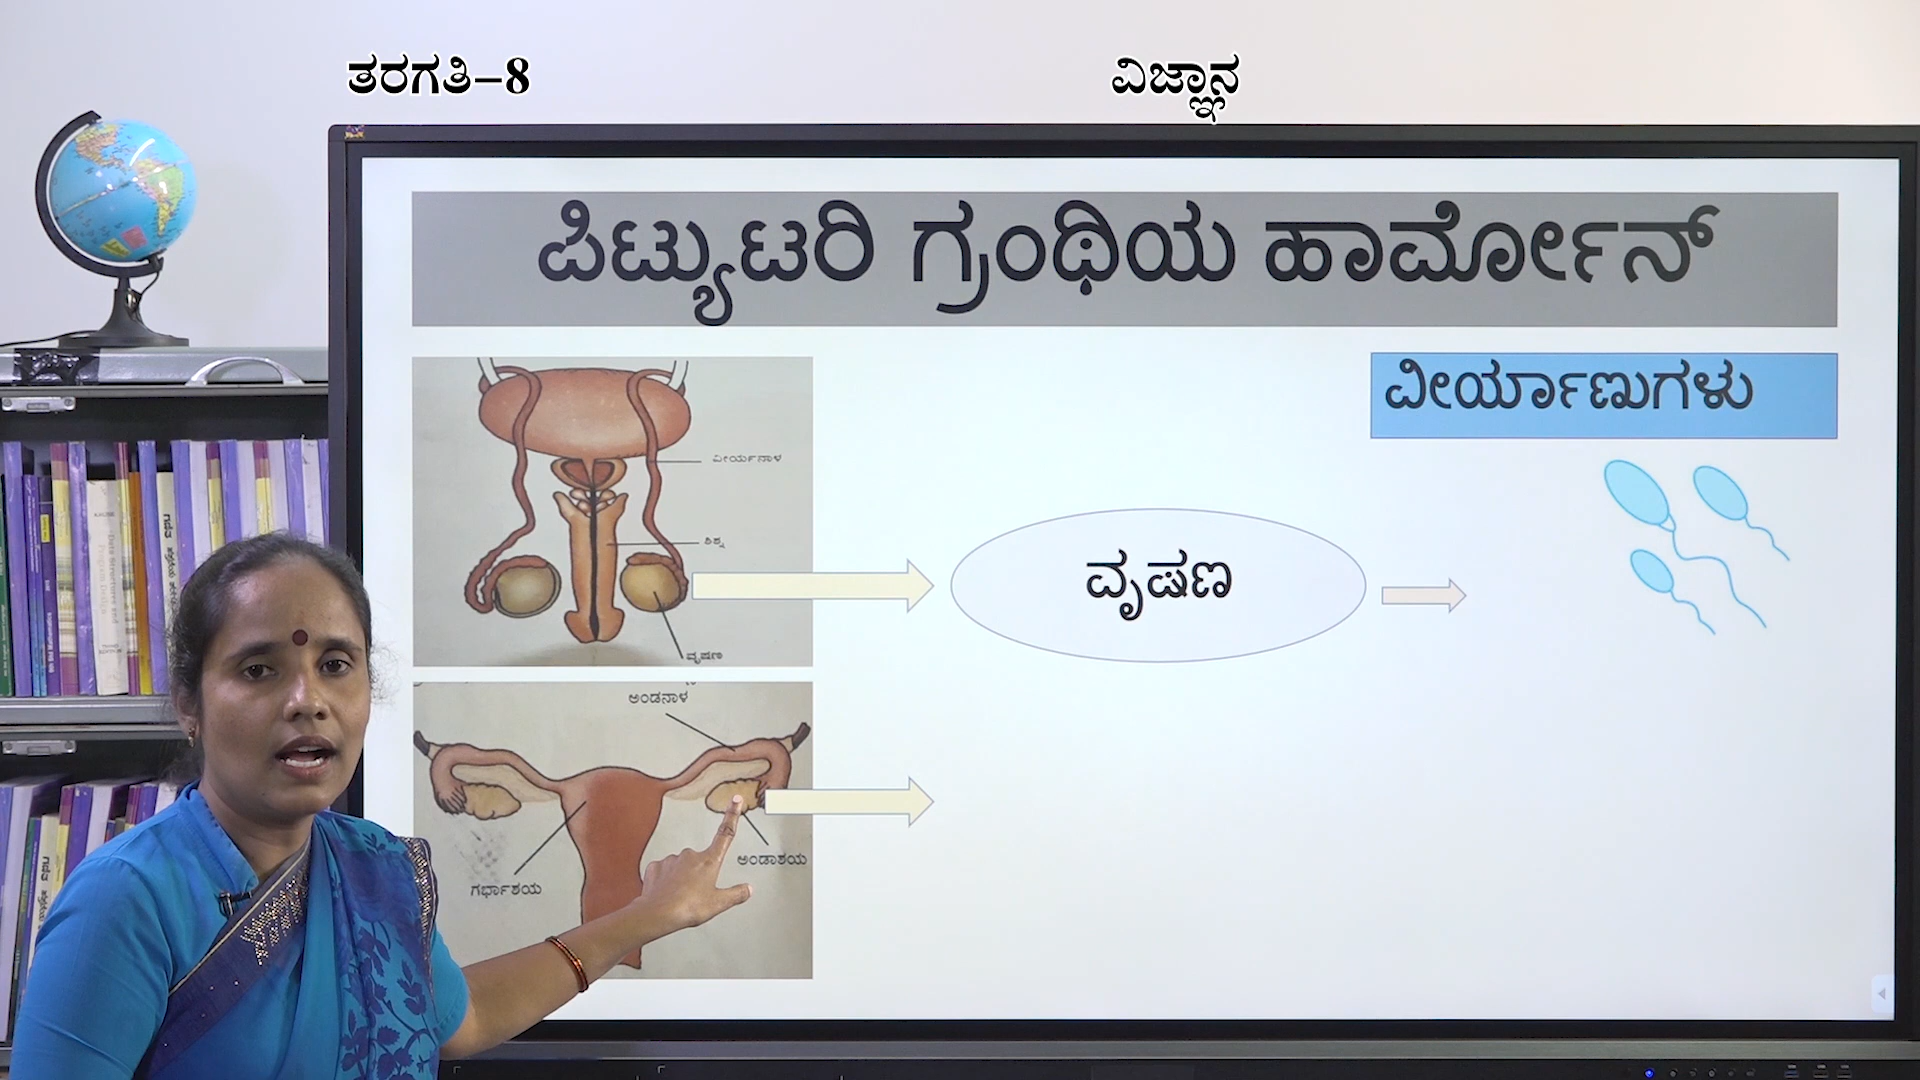 ತರಗತಿ–8
ವಿಜ್ಞಾನ
ಪಿಟ್ಯುಟರಿ ಗ್ರಂಥಿಯ ಹಾರ್ಮೋನ್
ವೀರ್ಯಾಣುಗಳು
ವೀರ್ಯನಾಳ
ಶಿಶ್ನ
ವೃಷಣ
ವೃಷಣ
ಅಂಡನಾಳ
ಅಂಡಾಶಯ
ಗರ್ಭಾಶಯ